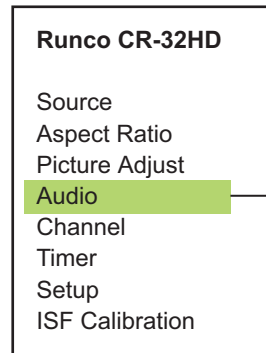 Runco CR-32HD
Source
Aspect Ratio
Picture Adjust
Audio
Channel
Timer
Setup
ISF Calibration